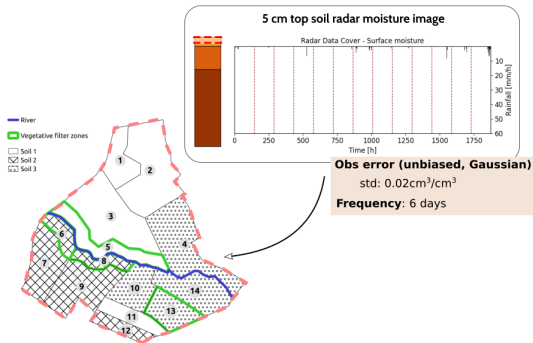 5 cm top soil radar moisture image
Radar Data Cover - Surface moisture
10
20
30
40
50
60
Rainfall [mm/h]
0
250
500
750
1000
1250
1500
1750
Time [h]
Obs error (unbiased, Gaussian)
std: 0.02cm³/cm³
Frequency: 6 days
River
Vegetative filter zones
Soil 1
Soil 2
Soil 3
1
2
3
4
5
6
7
8
9
10
14
11
13
12